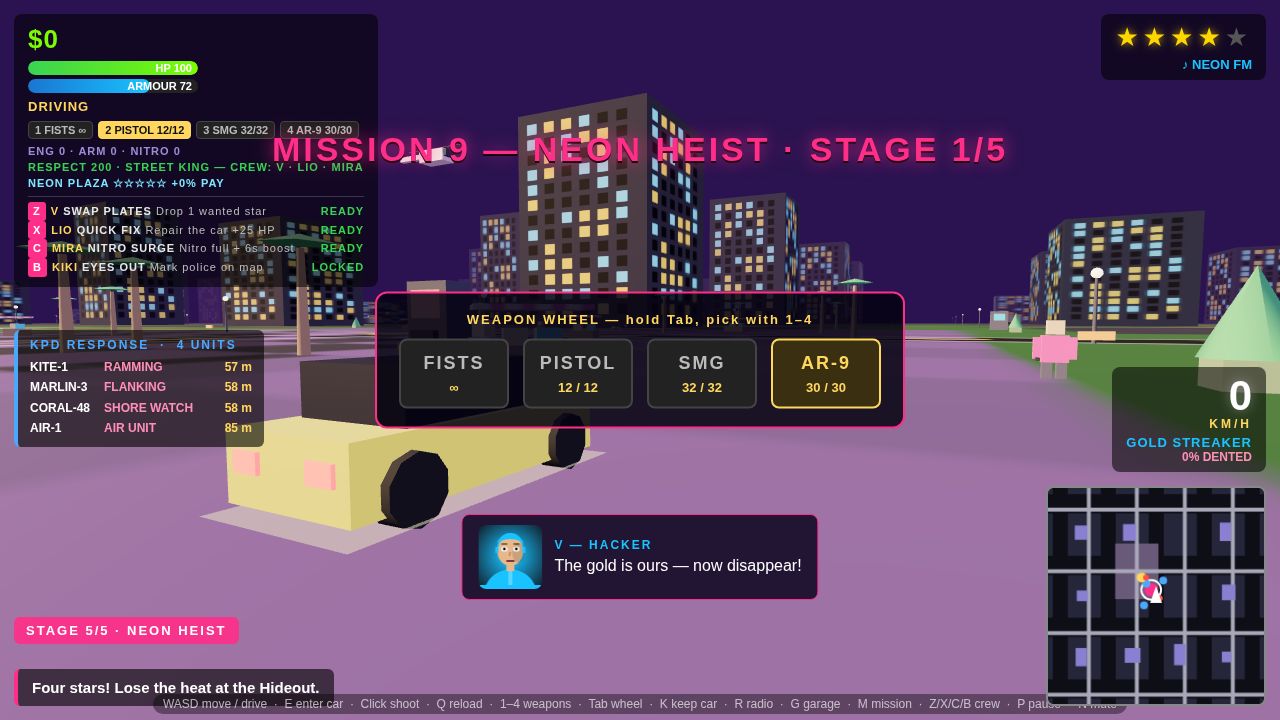 $0
HP 100
ARMOUR 72
DRIVING
1 FISTS ∞
2 PISTOL 12/12
3 SMG 32/32
4 AR-9 30/30
ENG 0 · ARM 0 · NITRO 0
RESPECT 200 · STREET KING — CREW: V · LIO · MIRA
NEON PLAZA ☆☆☆☆☆ +0% PAY
Z V SWAP PLATES Drop 1 wanted star READY
X LIO QUICK FIX Repair the car +25 HP READY
C MIRA NITRO SURGE Nitro full + 6s boost READY
B KIKI EYES OUT Mark police on map LOCKED
★★★★★
♪ NEON FM
MISSION 9 — NEON HEIST · STAGE 1/5
KPD RESPONSE · 4 UNITS
KITE-1 RAMMING 57 m
MARLIN-3 FLANKING 58 m
CORAL-48 SHORE WATCH 58 m
AIR-1 AIR UNIT 85 m
WEAPON WHEEL — hold Tab, pick with 1–4
FISTS
∞
PISTOL
12 / 12
SMG
32 / 32
AR-9
30 / 30
0
KM/H
GOLD STREAKER
0% DENTED
V — HACKER
The gold is ours — now disappear!
STAGE 5/5 · NEON HEIST
Four stars! Lose the heat at the Hideout.
WASD move / drive · E enter car · Click shoot · Q reload · 1–4 weapons · Tab wheel · K keep car · R radio · G garage · M mission · Z/X/C/B crew · P pause · N mute